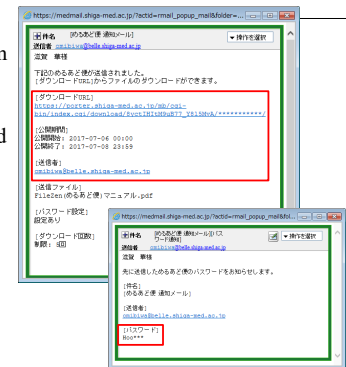 https://medmail.shiga-med.ac.jp/?actid=rmail_popup_mail&folder=...
件名 [めるあど便 通知メール]
▼操作を選択
送信者 omibiwa@belle.shiga-med.ac.jp
滋賀 華様
下記のめるあど便が送信されました。
[ダウンロードURL]からファイルのダウンロードができます。
[ダウンロードURL]
https://porter.shiga-med.ac.jp/mb/cgi-
[公開期間]
公開開始: 2017-07-06 00:00
公開終了: 2017-07-08 23:59
[送信者]
omibiwa@belle.shiga-med.ac.jp
[送信ファイル]
FileZen(めるあど便)マニュアル.pdf
[パスワード設定]
設定あり
[ダウンロード回数]
制限: 5回
n
d
https://medmail.shiga-med.ac.jp/?actid=rmail_popup_mail&fol...
件名 [めるあど便 通知メール][パス
ワード通知]
▼操作を選択
送信者 omibiwa@belle.shiga-med.ac.jp
滋賀 華様
先に送信しためるあど便のパスワードをお知らせします。
[件名]
[めるあど便 通知メール]
[送信者]
omibiwa@belle.shiga-med.ac.jp
[パスワード]
Hoo***